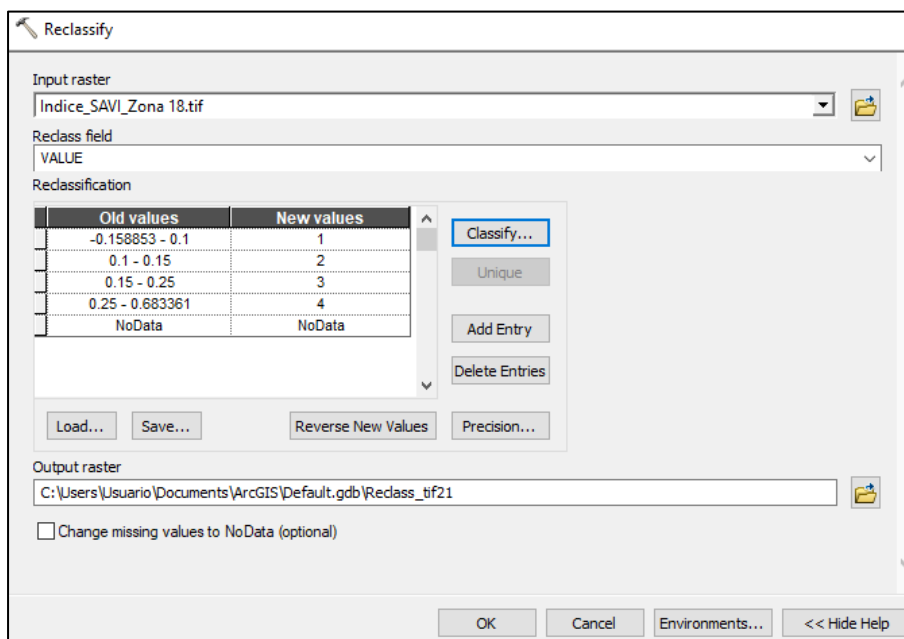 Reclassify
Input raster
Indice_SAVI_Zona 18.tif
Reclass field
VALUE
Reclassification
Old values New values
-0.158853 - 0.1 1
0.1 - 0.15 2
0.15 - 0.25 3
0.25 - 0.683361 4
NoData NoData
Classify...
Unique
Add Entry
Delete Entries
Load... Save... Reverse New Values Precision...
Output raster
C:\Users\Usuario\Documents\ArcGIS\Default.gdb\Reclass_tif21
Change missing values to NoData (optional)
OK Cancel Environments... << Hide Help